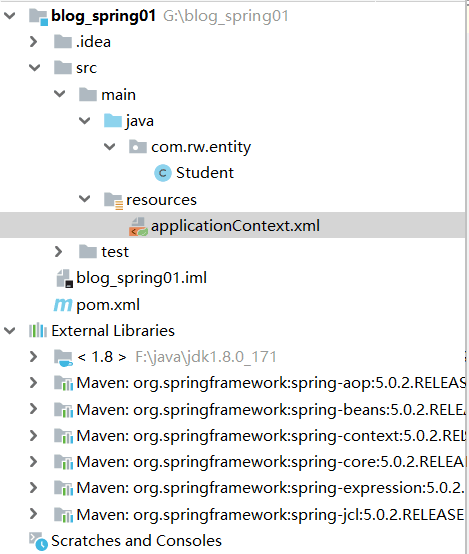 blog_spring01 G:\blog_spring01
.idea
src
main
java
com.rw.entity
Student
resources
applicationContext.xml
test
blog_spring01.iml
pom.xml
External Libraries
< 1.8 > F:\java\jdk1.8.0_171
Maven: org.springframework:spring-aop:5.0.2.RELEASE
Maven: org.springframework:spring-beans:5.0.2.REL
Maven: org.springframework:spring-context:5.0.2.REL
Maven: org.springframework:spring-core:5.0.2.RELEA
Maven: org.springframework:spring-expression:5.0.2.
Maven: org.springframework:spring-jcl:5.0.2.RELEASE
Scratches and Consoles